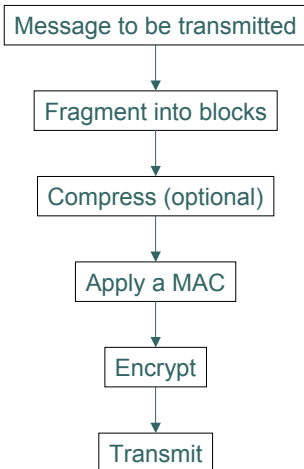 Message to be transmitted
Fragment into blocks
Compress (optional)
Apply a MAC
Encrypt
Transmit